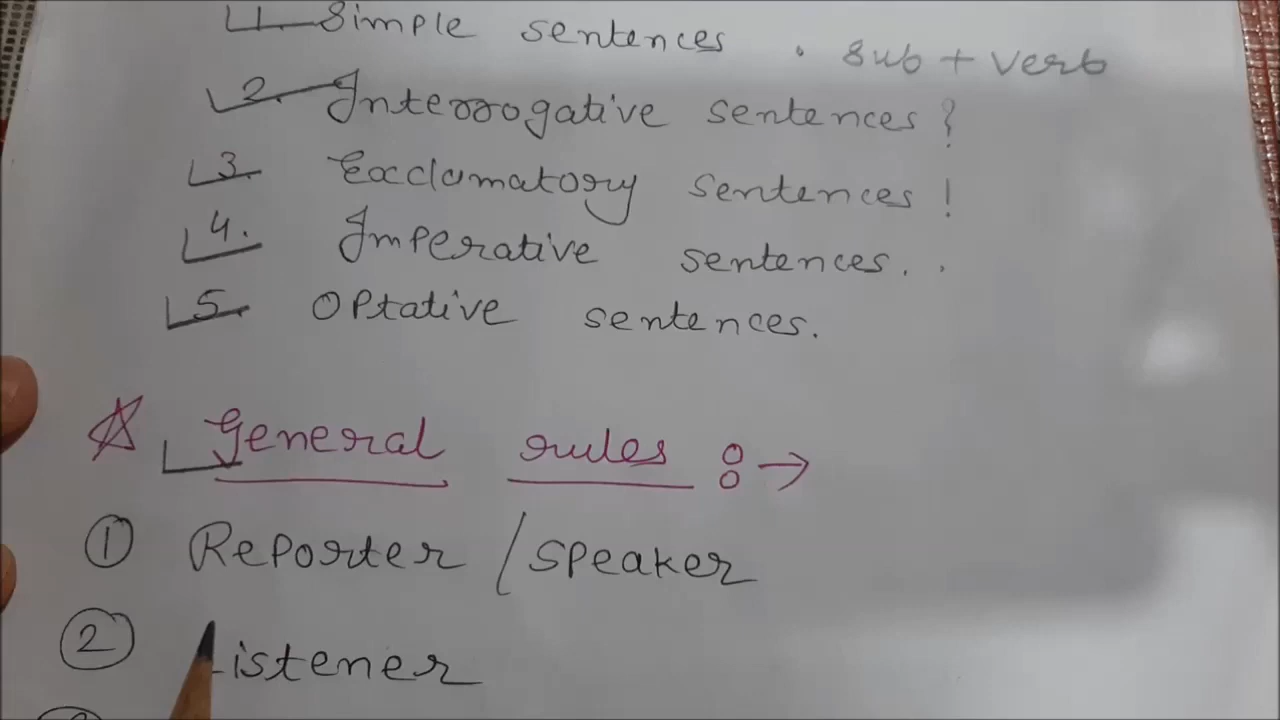 1. Simple sentences . Sub + verb
2. Interrogative sentences?
3. Exclamatory sentences!
4. Imperative sentences. .
5. Optative sentences.
☆ General rules :→
① Reporter / Speaker
② Listener